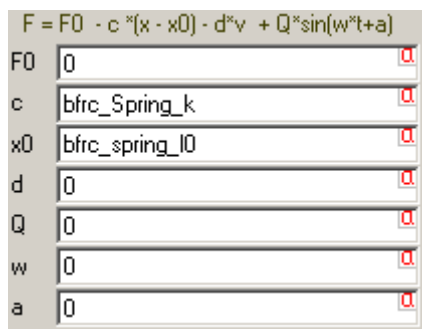 F = F0 - c *(x - x0) - d*v + Q*sin(w*t+a)
F0 0 α
c bfrc_Spring_k α
x0 bfrc_spring_l0 α
d 0 α
Q 0 α
w 0 α
a 0 α